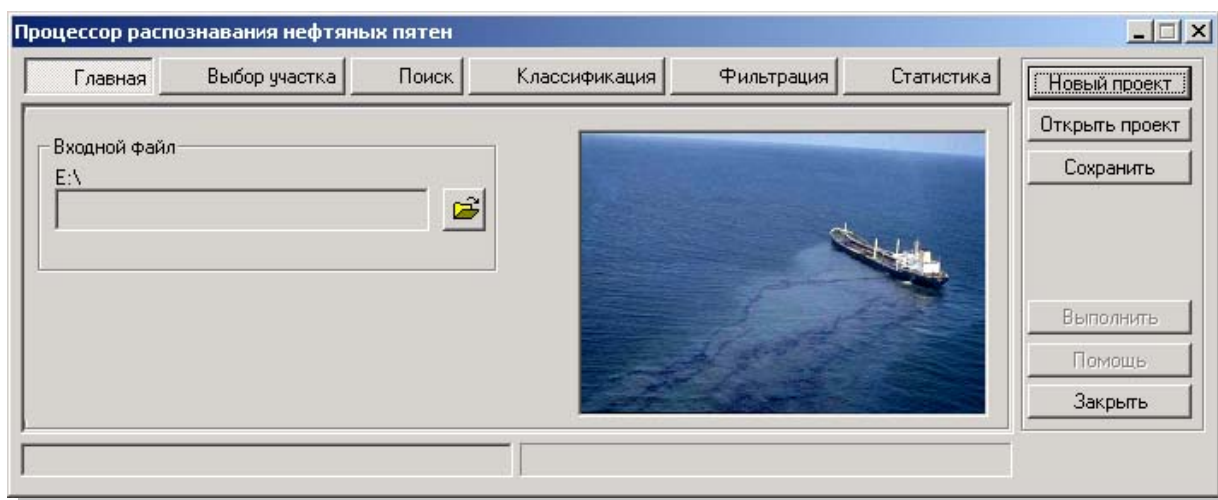 Процессор распознавания нефтяных пятен
Главная Выбор участка Поиск Классификация Фильтрация Статистика
Новый проект
Открыть проект
Сохранить
Входной файл
E:\
Выполнить
Помощь
Закрыть